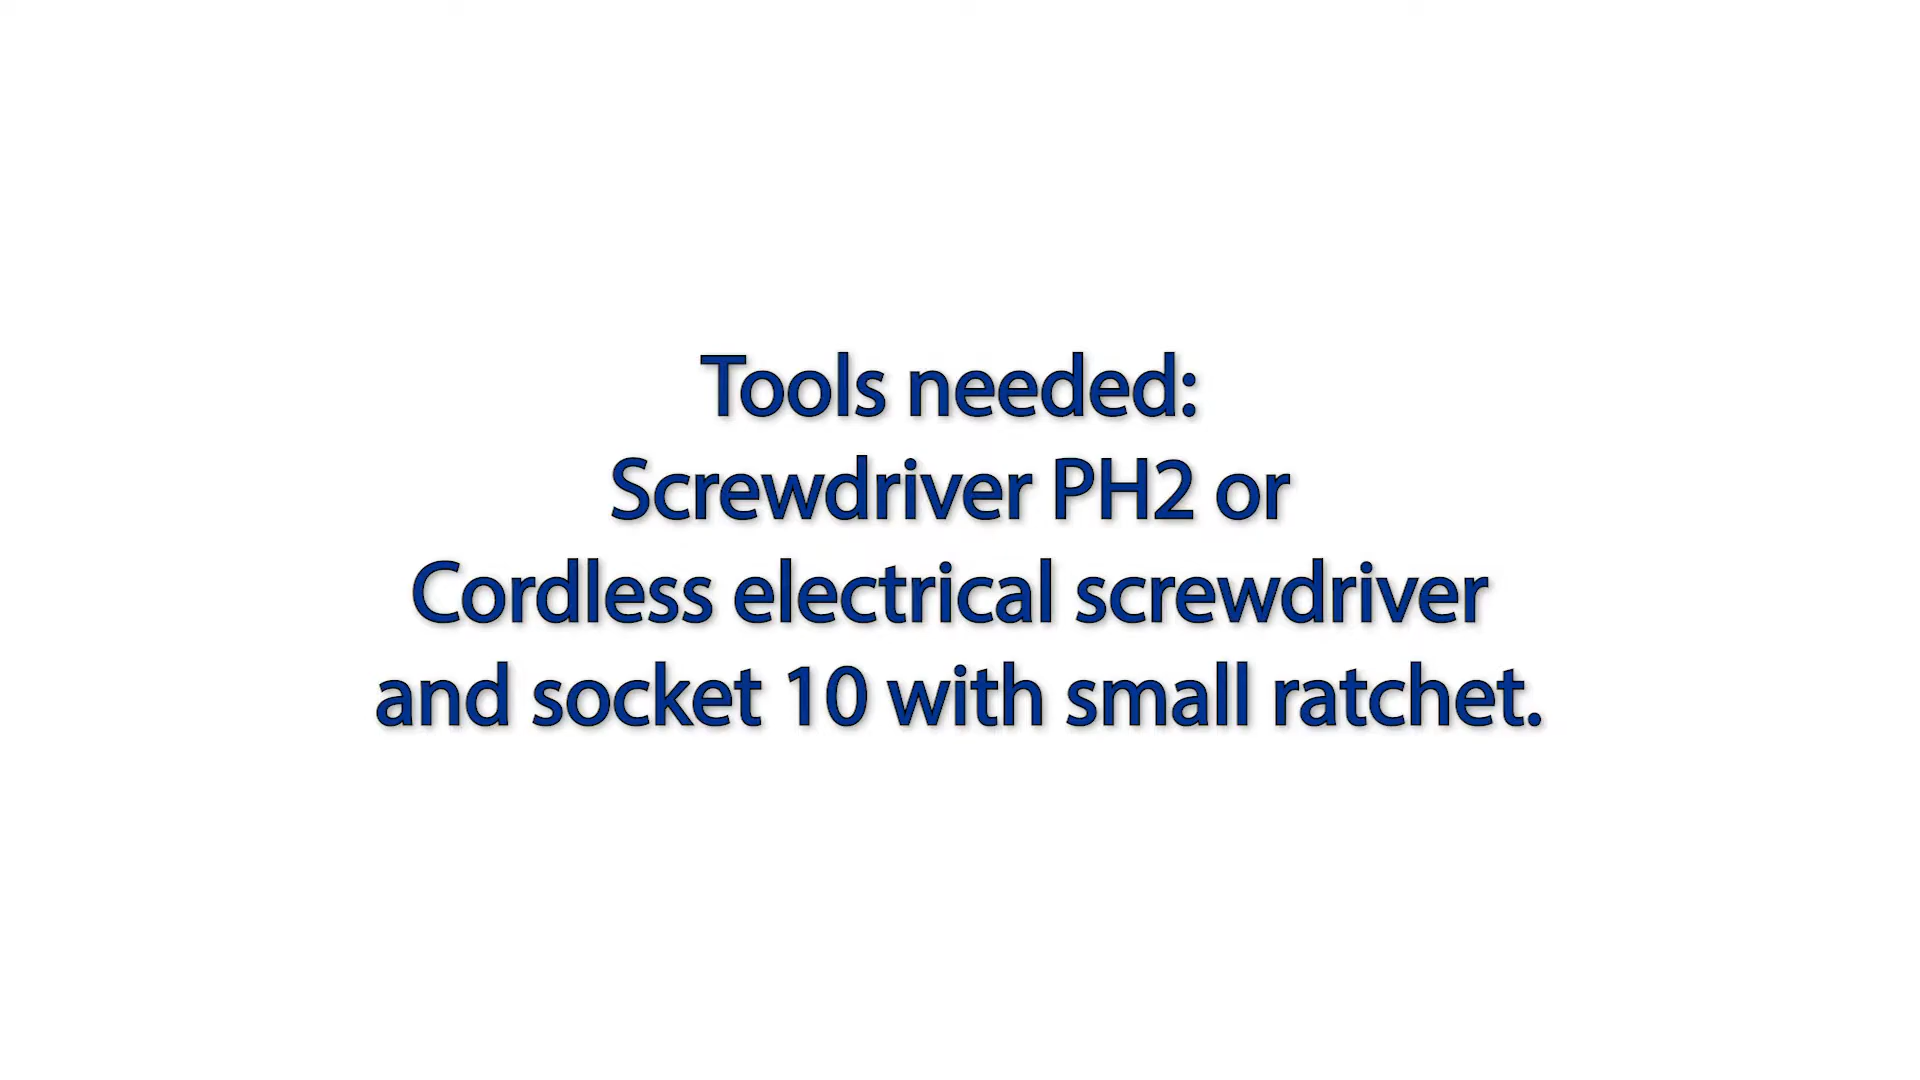 Tools needed:
Screwdriver PH2 or
Cordless electrical screwdriver
and socket 10 with small ratchet.